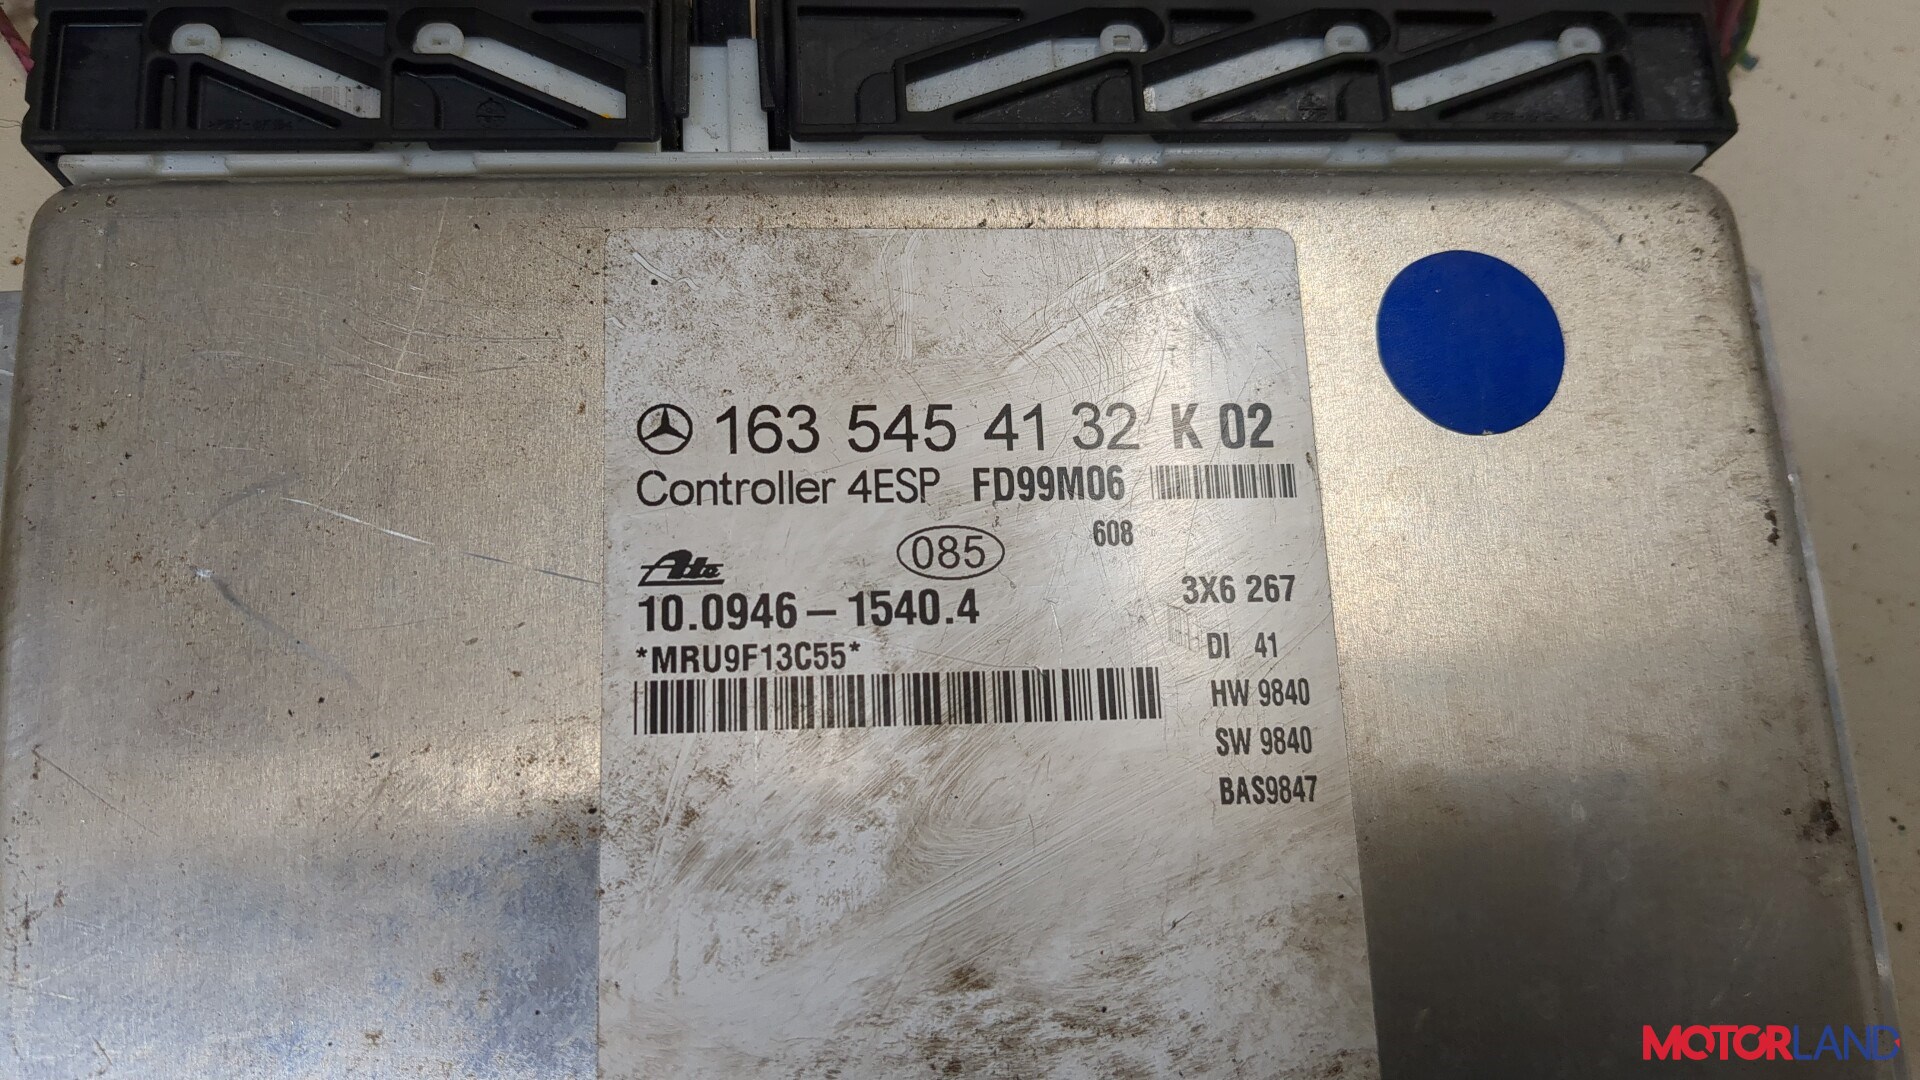 163 545 41 32 K 02
Controller 4ESP FD99M06
608
085
Ate
10.0946–1540.4
3X6 267
*MRU9F13C55*
DI 41
HW 9840
SW 9840
BAS9847
MOTORLAND